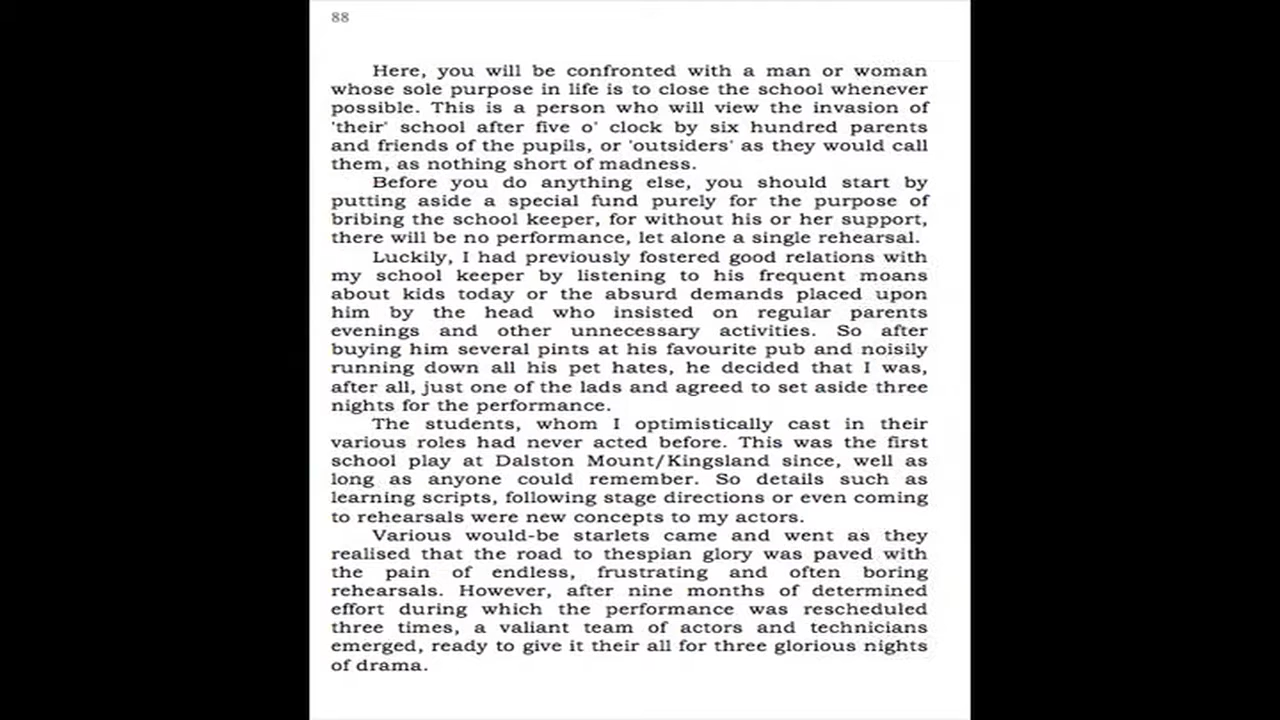 88
Here, you will be confronted with a man or woman
whose sole purpose in life is to close the school whenever
possible. This is a person who will view the invasion of
'their' school after five o' clock by six hundred parents
and friends of the pupils, or 'outsiders' as they would call
them, as nothing short of madness.
Before you do anything else, you should start by
putting aside a special fund purely for the purpose of
bribing the school keeper, for without his or her support,
there will be no performance, let alone a single rehearsal.
Luckily, I had previously fostered good relations with
my school keeper by listening to his frequent moans
about kids today or the absurd demands placed upon
him by the head who insisted on regular parents
evenings and other unnecessary activities. So after
buying him several pints at his favourite pub and noisily
running down all his pet hates, he decided that I was,
after all, just one of the lads and agreed to set aside three
nights for the performance.
The students, whom I optimistically cast in their
various roles had never acted before. This was the first
school play at Dalston Mount/Kingsland since, well as
long as anyone could remember. So details such as
learning scripts, following stage directions or even coming
to rehearsals were new concepts to my actors.
Various would-be starlets came and went as they
realised that the road to thespian glory was paved with
the pain of endless, frustrating and often boring
rehearsals. However, after nine months of determined
effort during which the performance was rescheduled
three times, a valiant team of actors and technicians
emerged, ready to give it their all for three glorious nights
of drama.